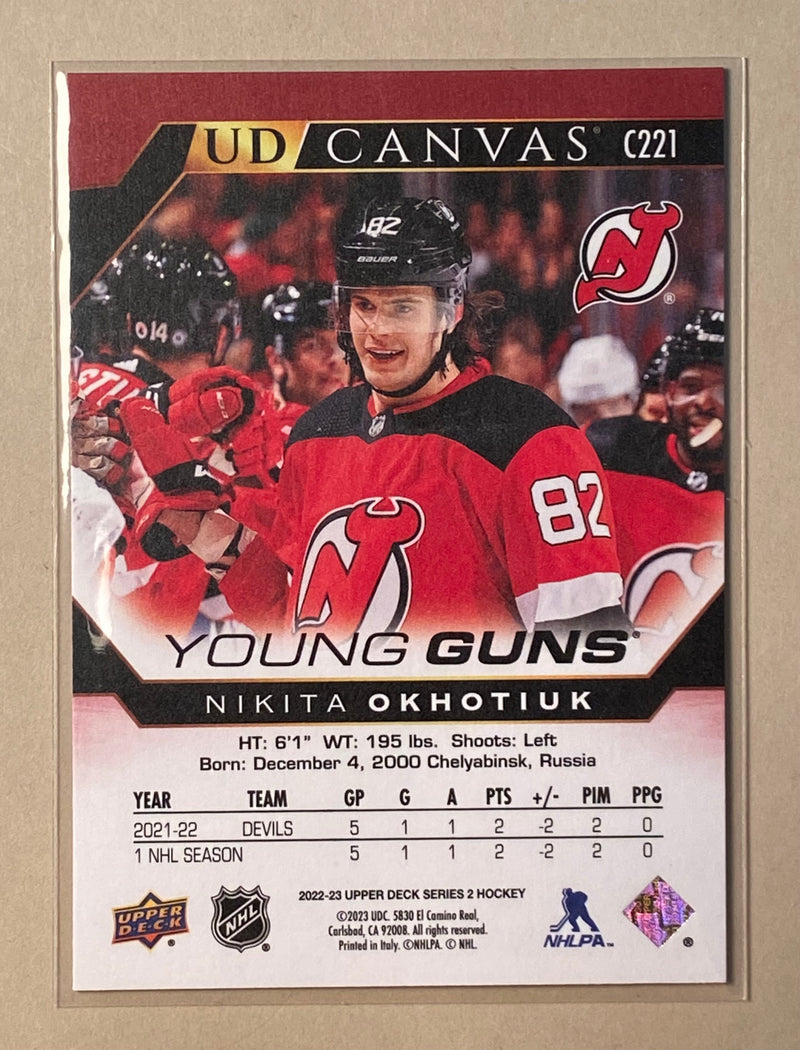 UD CANVAS® C221
82
BAUER
14
®
82
YOUNG GUNS®
NIKITA OKHOTIUK
HT: 6'1" WT: 195 lbs. Shoots: Left
Born: December 4, 2000 Chelyabinsk, Russia
YEAR TEAM GP G A PTS +/- PIM PPG
2021-22 DEVILS 5 1 1 2 -2 2 0
1 NHL SEASON 5 1 1 2 -2 2 0
2022-23 UPPER DECK SERIES 2 HOCKEY
©2023 UDC. 5830 El Camino Real,
Carlsbad, CA 92008. All rights reserved.
Printed in Italy. ©NHLPA. © NHL.
UPPER
D·E·C·K ®
NHL ®
NHLPA™
®